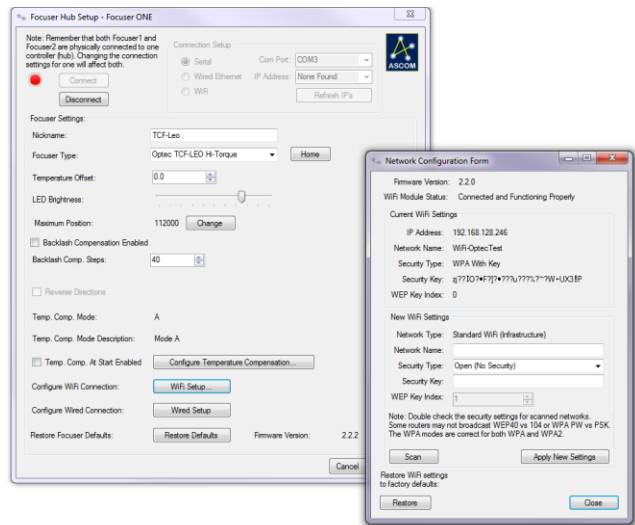 Focuser Hub Setup - Focuser ONE
Note: Remember that both Focuser1 and
Focuser2 are physically connected to one
controller (hub). Changing the connection
settings for one will affect both.
Connect
Disconnect
Connection Setup
Serial
Com Port: COM3
Wired Ethernet
IP Address: None Found
WiFi
Refresh IP's
ASCOM
Focuser Settings:
Nickname: TCF-Leo
Focuser Type: Optec TCF-LEO Hi-Torque
Home
Temperature Offset: 0.0
LED Brightness:
Maximum Position: 112000 Change
Backlash Compensation Enabled
Backlash Comp. Steps: 40
Reverse Directions
Temp. Comp. Mode: A
Temp. Comp. Mode Description: Mode A
Temp. Comp. At Start Enabled
Configure Temperature Compensation...
Configure WiFi Connection: WiFi Setup...
Configure Wired Connection: Wired Setup
Restore Focuser Defaults: Restore Defaults
Firmware Version: 2.2.2
Cancel
Network Configuration Form
Firmware Version: 2.2.0
WiFi Module Status: Connected and Functioning Properly
Current WiFi Settings
IP Address: 192.168.128.246
Network Name: WiFi-OptecTest
Security Type: WPA With Key
Security Key:
WEP Key Index: 0
New WiFi Settings
Network Type: Standard WiFi (Infrastructure)
Network Name:
Security Type: Open (No Security)
Security Key:
WEP Key Index: 1
Note: Double check the security settings for scanned networks.
Some routers may not broadcast WEP40 vs 104 or WPA PW vs PSK.
The WPA modes are correct for both WPA and WPA2.
Scan
Apply New Settings
Restore WiFi settings
to factory defaults:
Restore
Close